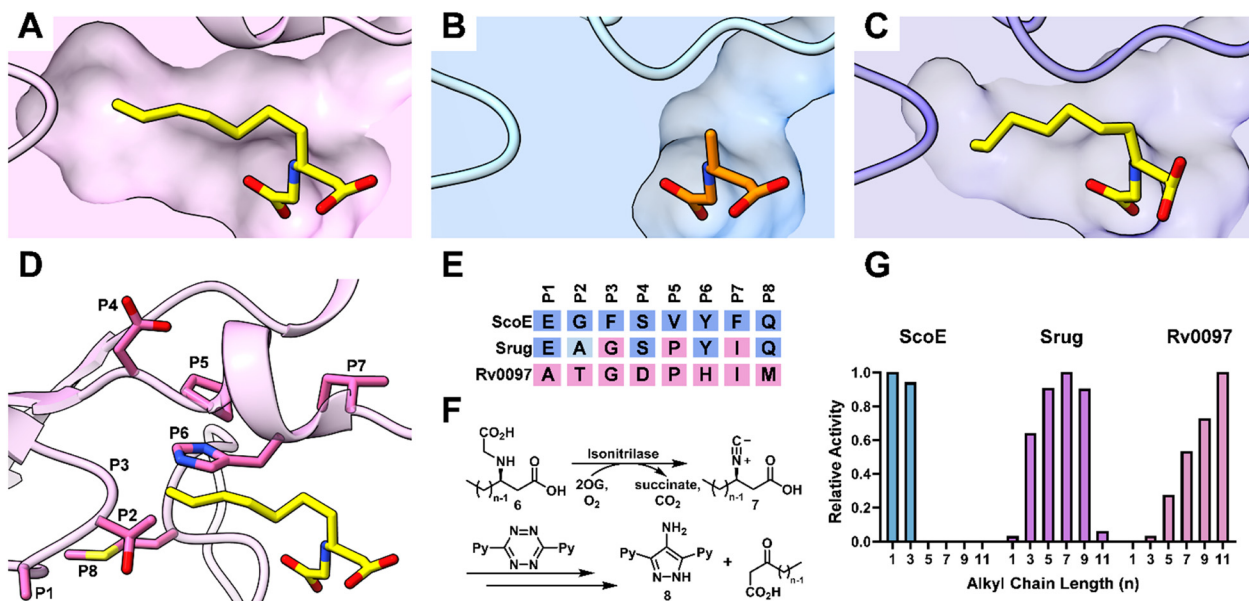 A
B
C
D
P4
P5
P7
P6
P3
P2
P8
P1
E
P1 P2 P3 P4 P5 P6 P7 P8
ScoE E G F S V Y F Q
Srug E A G S P Y I Q
Rv0097 A T G D P H I M
F
CO₂H
NH O
OH
n-1
6
Isonitrilase
2OG,
O₂
succinate,
CO₂
C−
N+ O
OH
n-1
7
N N
Py Py
N N
NH₂
Py Py
N NH
8
+
O
n-1
CO₂H
G
ScoE Srug Rv0097
Relative Activity
1.0
0.8
0.6
0.4
0.2
0.0
1 3 5 7 9 11 1 3 5 7 9 11 1 3 5 7 9 11
Alkyl Chain Length (n)